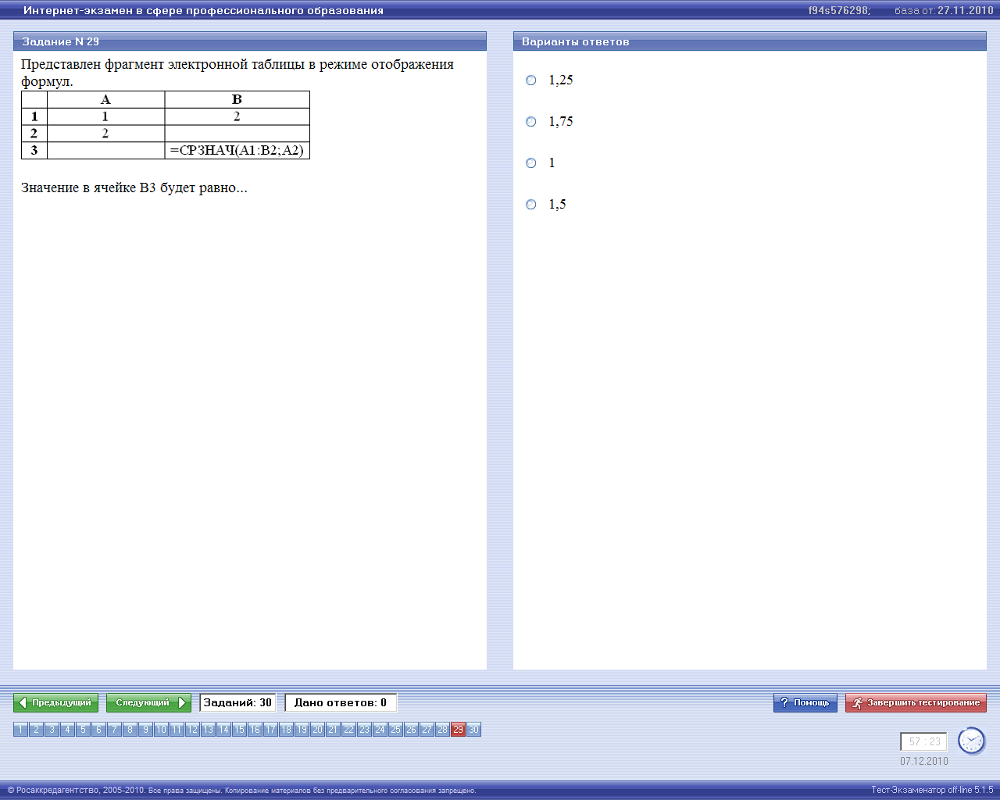 Интернет-экзамен в сфере профессионального образования
f94s576298; база от: 27.11.2010
Задание N 29
Представлен фрагмент электронной таблицы в режиме отображения
формул.
A B
1 1 2
2 2
3 =СРЗНАЧ(A1:B2;A2)
Значение в ячейке B3 будет равно...
Варианты ответов
1,25
1,75
1
1,5
Предыдущий Следующий Заданий: 30 Дано ответов: 0
? Помощь Завершить тестирование
1 2 3 4 5 6 7 8 9 10 11 12 13 14 15 16 17 18 19 20 21 22 23 24 25 26 27 28 29 30
57 : 23
07.12.2010
© Росаккредагентство, 2005-2010. Все права защищены. Копирование материалов без предварительного согласования запрещено.
Тест-Экзаменатор off-line 5.1.5